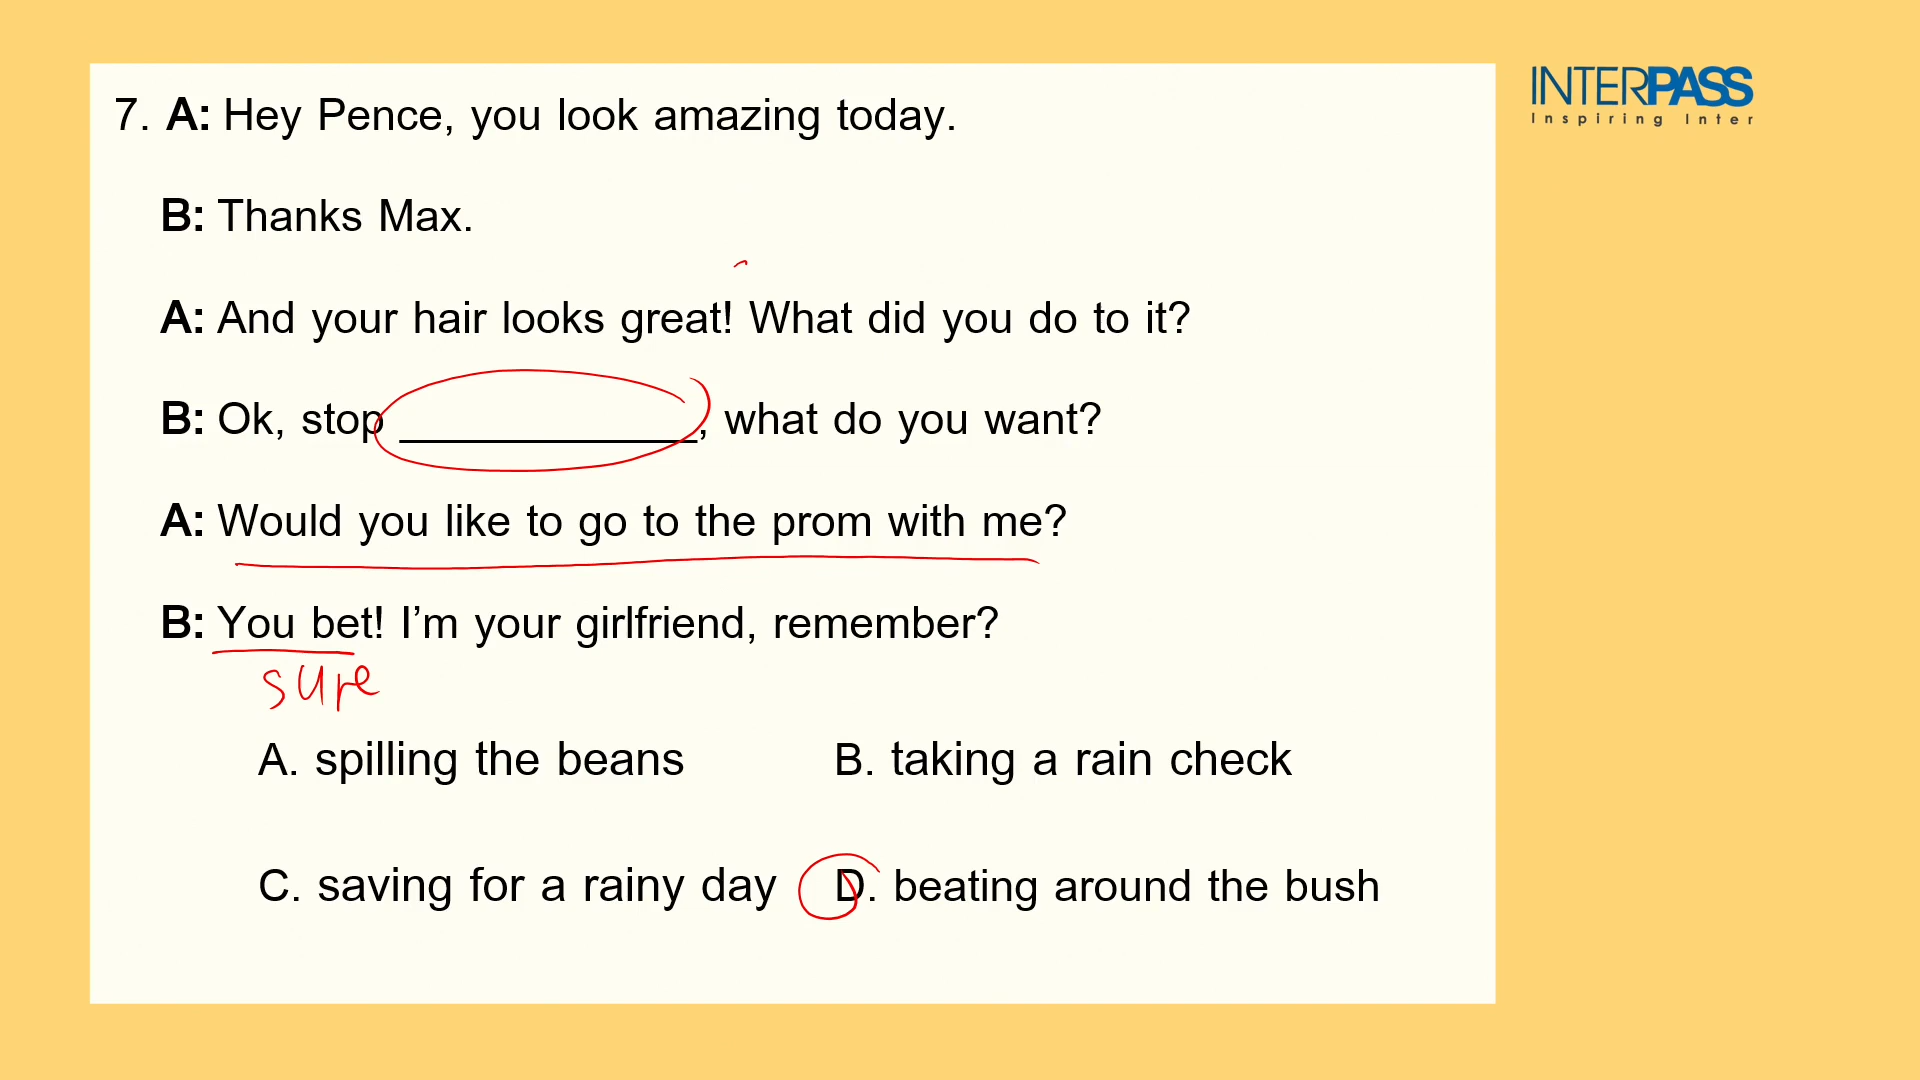 INTERPASS
Inspiring Inter
7. A: Hey Pence, you look amazing today.
B: Thanks Max.
A: And your hair looks great! What did you do to it?
B: Ok, stop ____________, what do you want?
A: Would you like to go to the prom with me?
B: You bet! I’m your girlfriend, remember?
sure
A. spilling the beans
B. taking a rain check
C. saving for a rainy day
D. beating around the bush